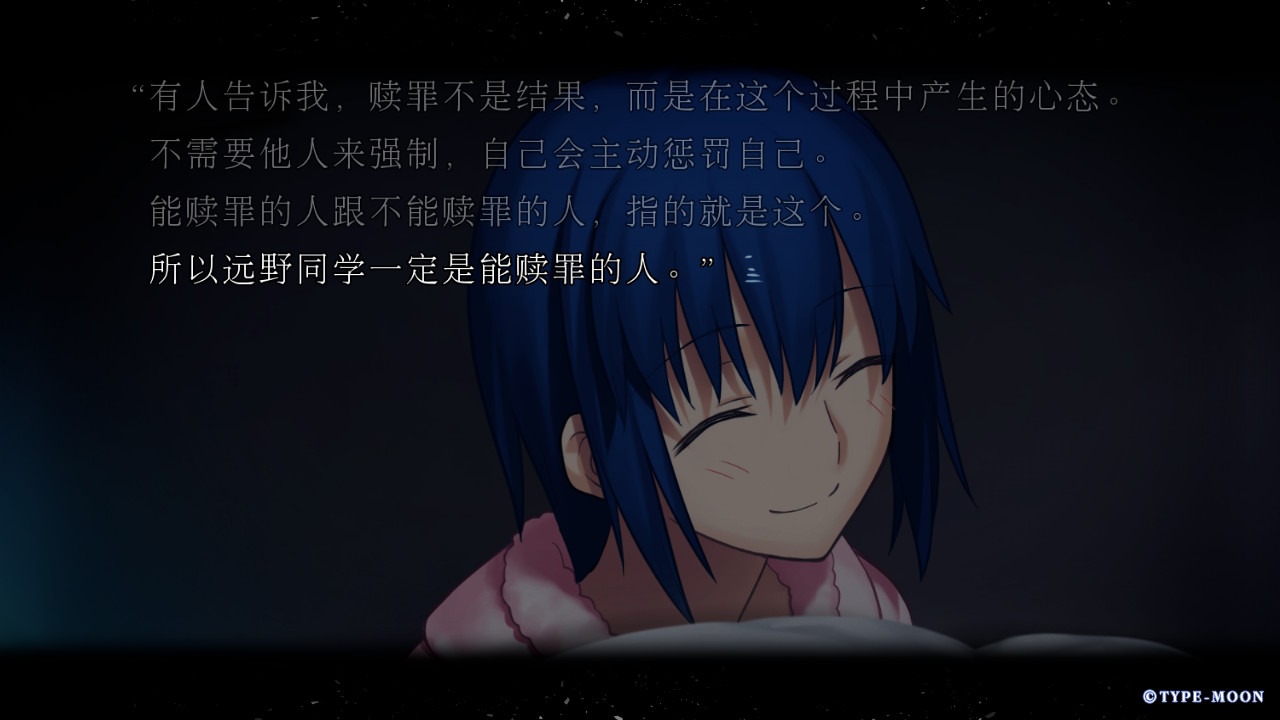 “有人告诉我，赎罪不是结果，而是在这个过程中产生的心态。
不需要他人来强制，自己会主动惩罚自己。
能赎罪的人跟不能赎罪的人，指的就是这个。
所以远野同学一定是能赎罪的人。”
©TYPE-MOON